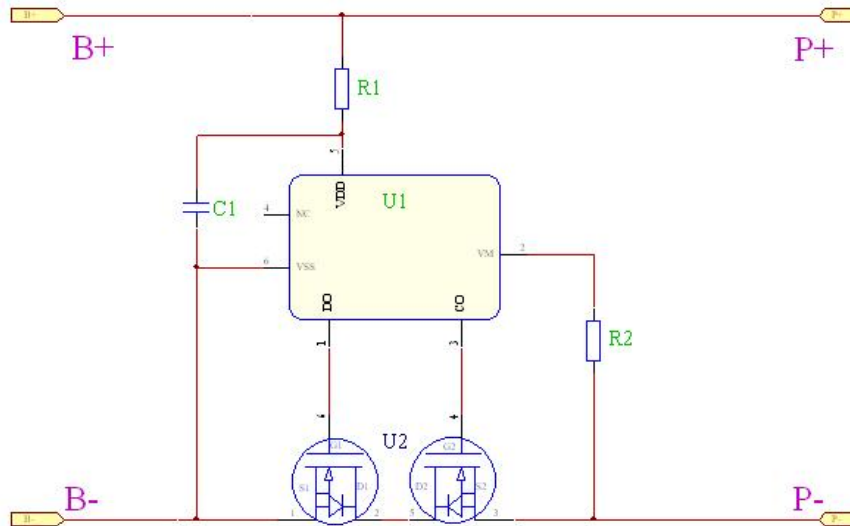 B+
P+
B+
P+
R1
5
VDD
U1
C1
4
NC
VM
2
6
VSS
DO
CO
1
3
R2
6
4
U2
G1
G2
S1
D1
D2
S2
B-
P-
B-
1
2
5
3
P-